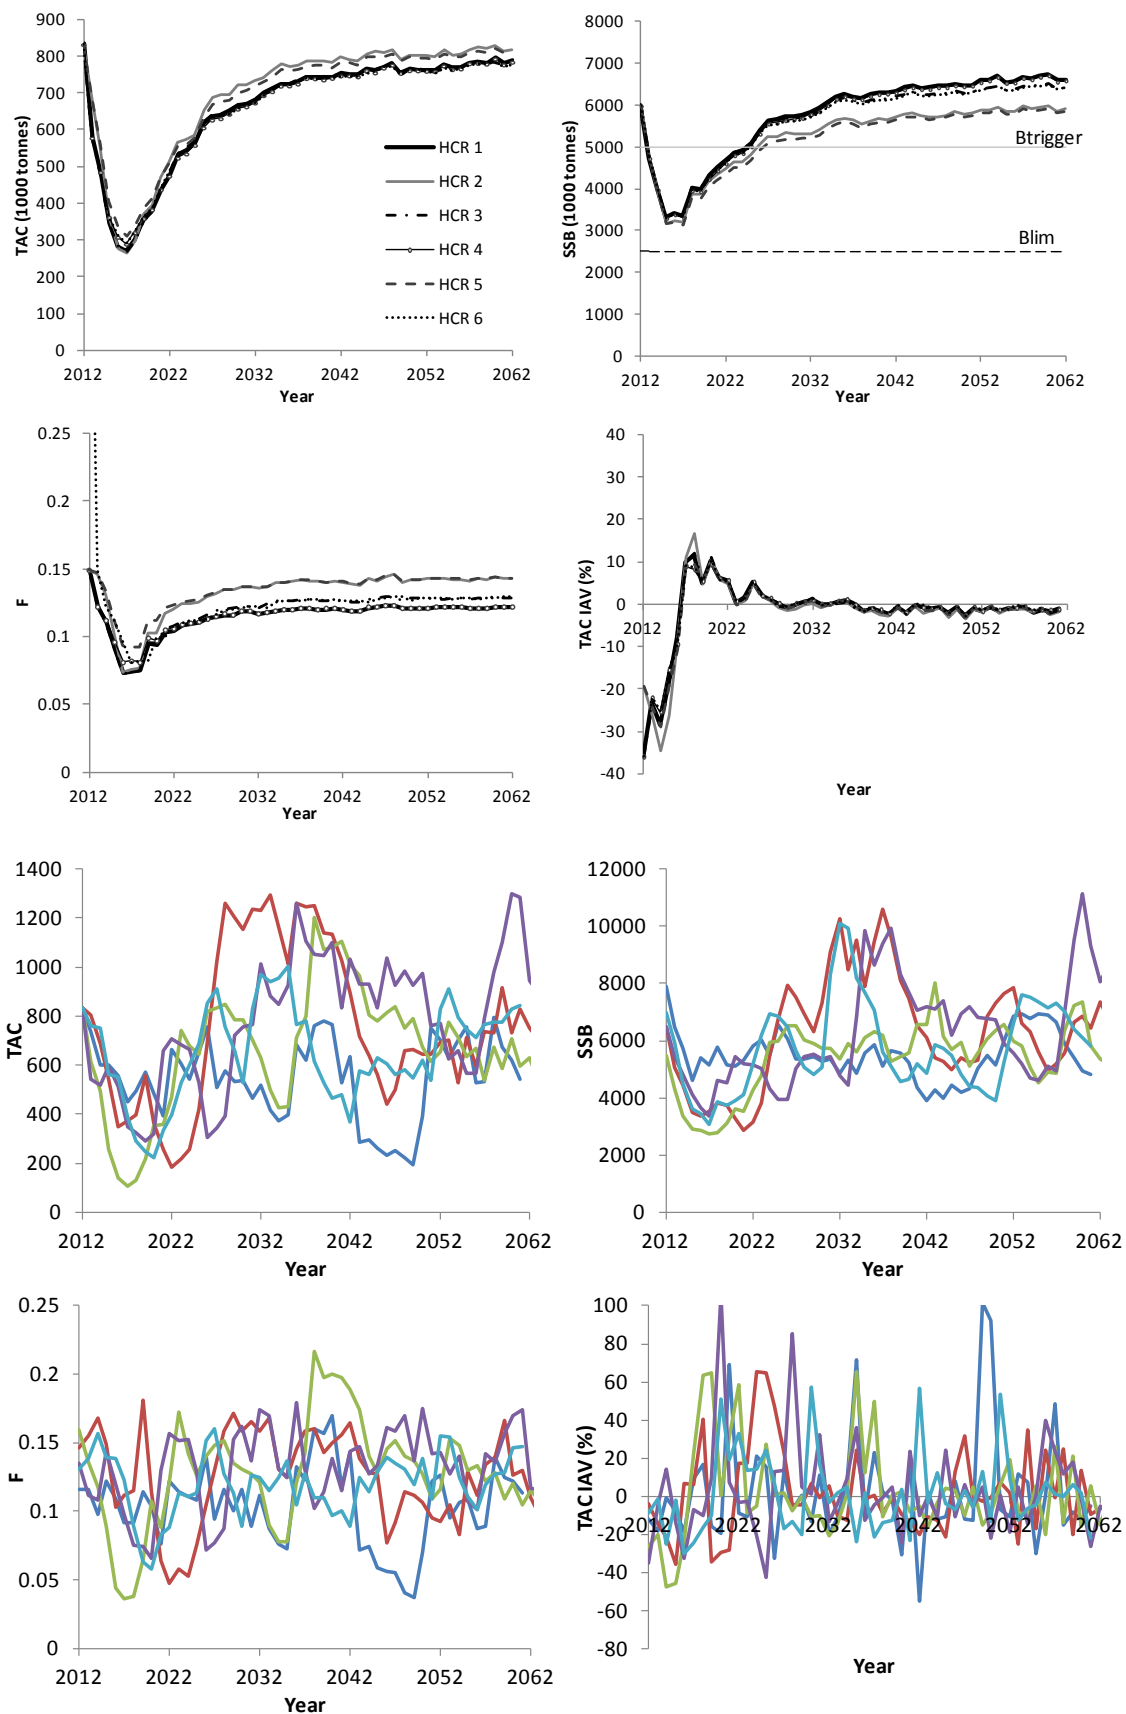 900
800
700
600
500
400
300
200
100
0
TAC (1000 tonnes)
2012 2022 2032 2042 2052 2062
Year
HCR 1
HCR 2
HCR 3
HCR 4
HCR 5
HCR 6
8000
7000
6000
5000
4000
3000
2000
1000
0
SSB (1000 tonnes)
Btrigger
Blim
2012 2022 2032 2042 2052 2062
Year
0.25
0.2
0.15
0.1
0.05
0
F
2012 2022 2032 2042 2052 2062
Year
40
30
20
10
0
-10
-20
-30
-40
TAC IAV (%)
2012 2022 2032 2042 2052 2062
Year
1400
1200
1000
800
600
400
200
0
TAC
2012 2022 2032 2042 2052 2062
Year
12000
10000
8000
6000
4000
2000
0
SSB
2012 2022 2032 2042 2052 2062
Year
0.25
0.2
0.15
0.1
0.05
0
F
2012 2022 2032 2042 2052 2062
Year
100
80
60
40
20
0
-20
-40
-60
-80
TAC IAV (%)
2012 2022 2032 2042 2052 2062
Year